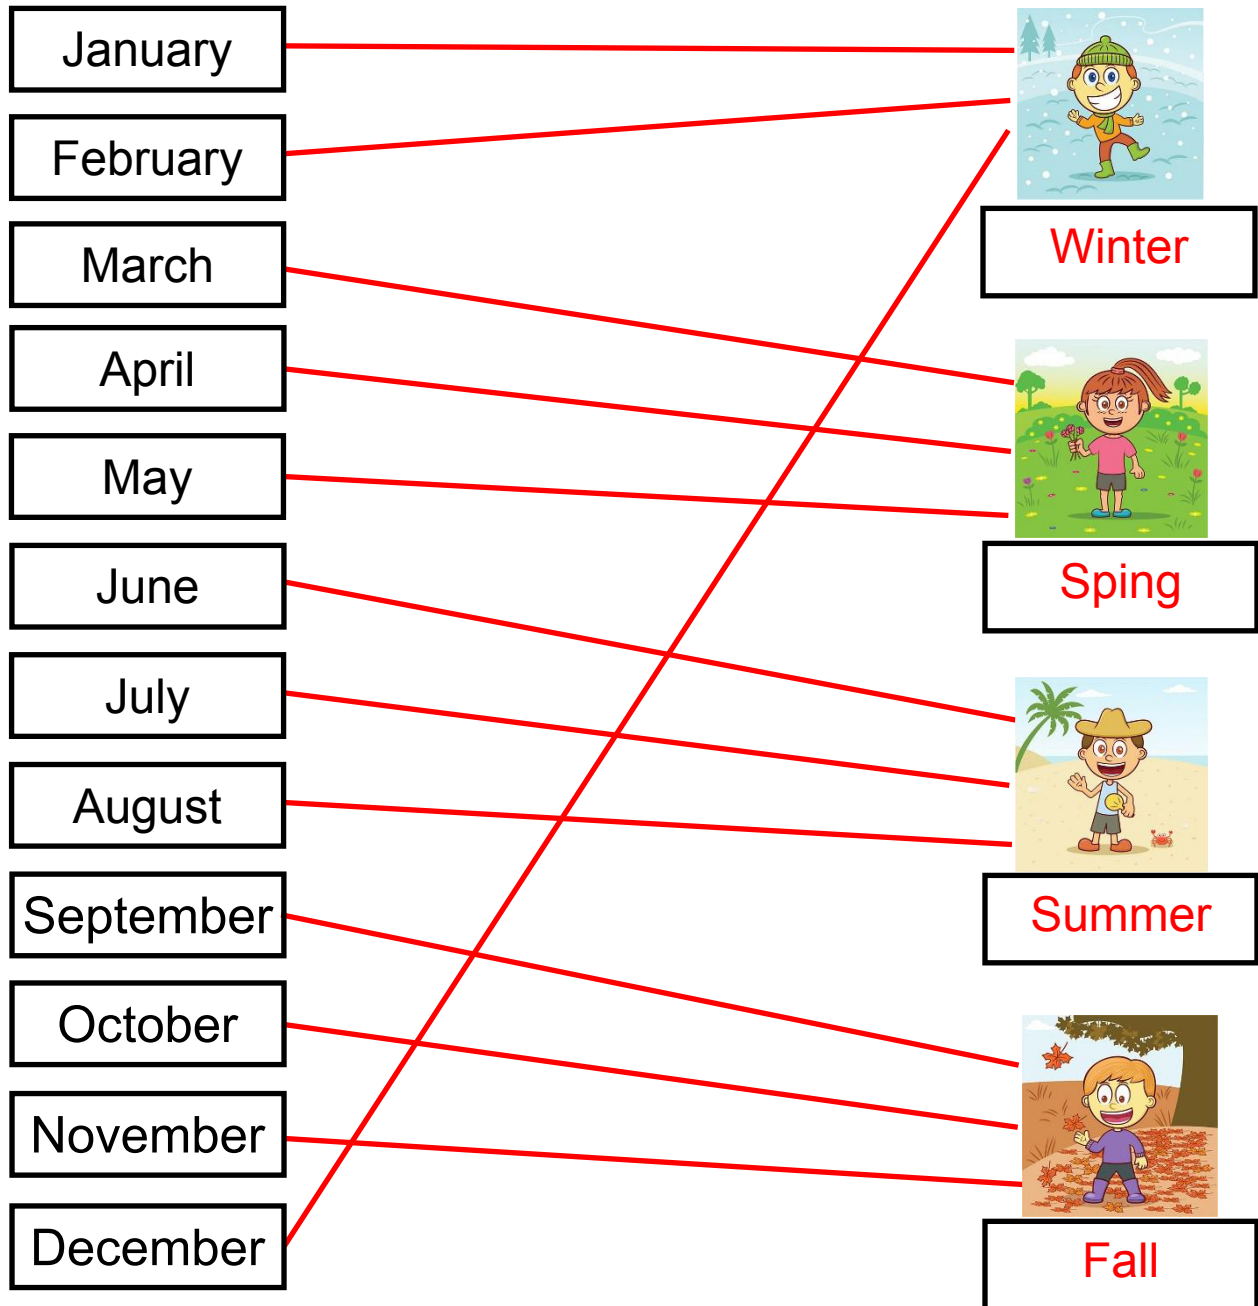 January
February
March
April
May
June
July
August
September
October
November
December
Winter
Sping
Summer
Fall